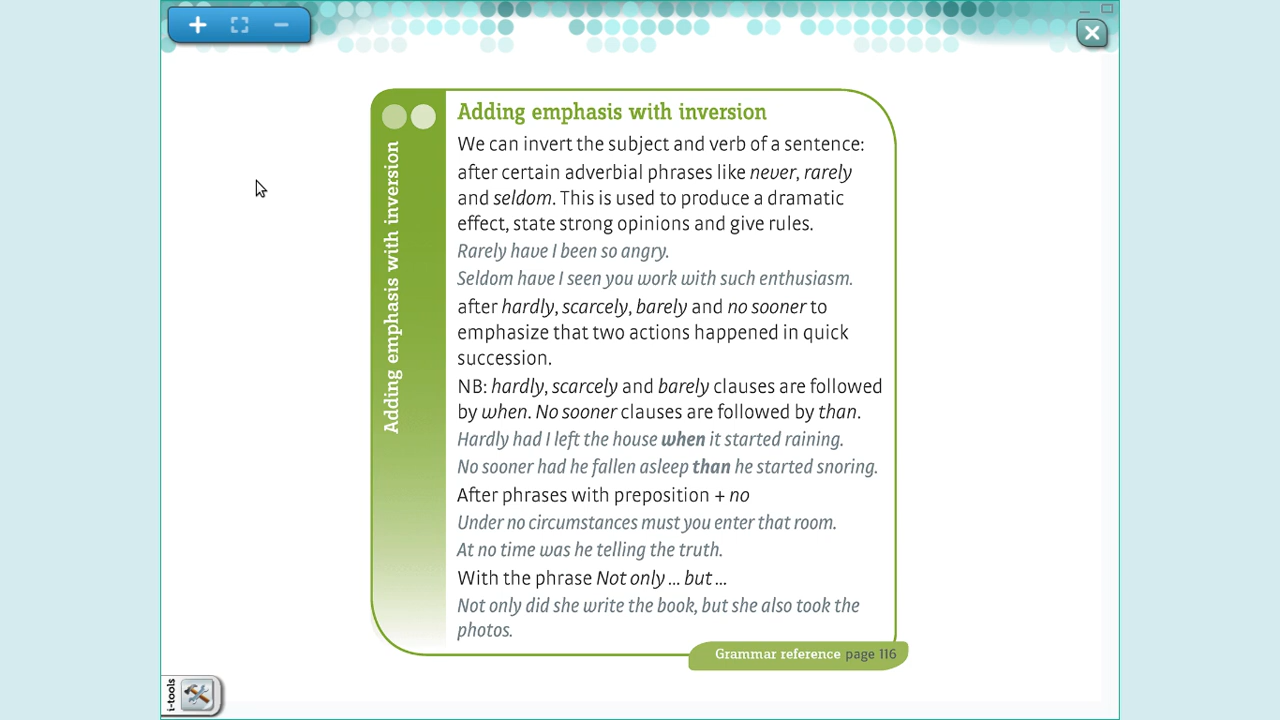 Adding emphasis with inversion
Adding emphasis with inversion
We can invert the subject and verb of a sentence:
after certain adverbial phrases like never, rarely
and seldom. This is used to produce a dramatic
effect, state strong opinions and give rules.
Rarely have I been so angry.
Seldom have I seen you work with such enthusiasm.
after hardly, scarcely, barely and no sooner to
emphasize that two actions happened in quick
succession.
NB: hardly, scarcely and barely clauses are followed
by when. No sooner clauses are followed by than.
Hardly had I left the house when it started raining.
No sooner had he fallen asleep than he started snoring.
After phrases with preposition + no
Under no circumstances must you enter that room.
At no time was he telling the truth.
With the phrase Not only ... but ...
Not only did she write the book, but she also took the
photos.
Grammar reference page 116
i-tools